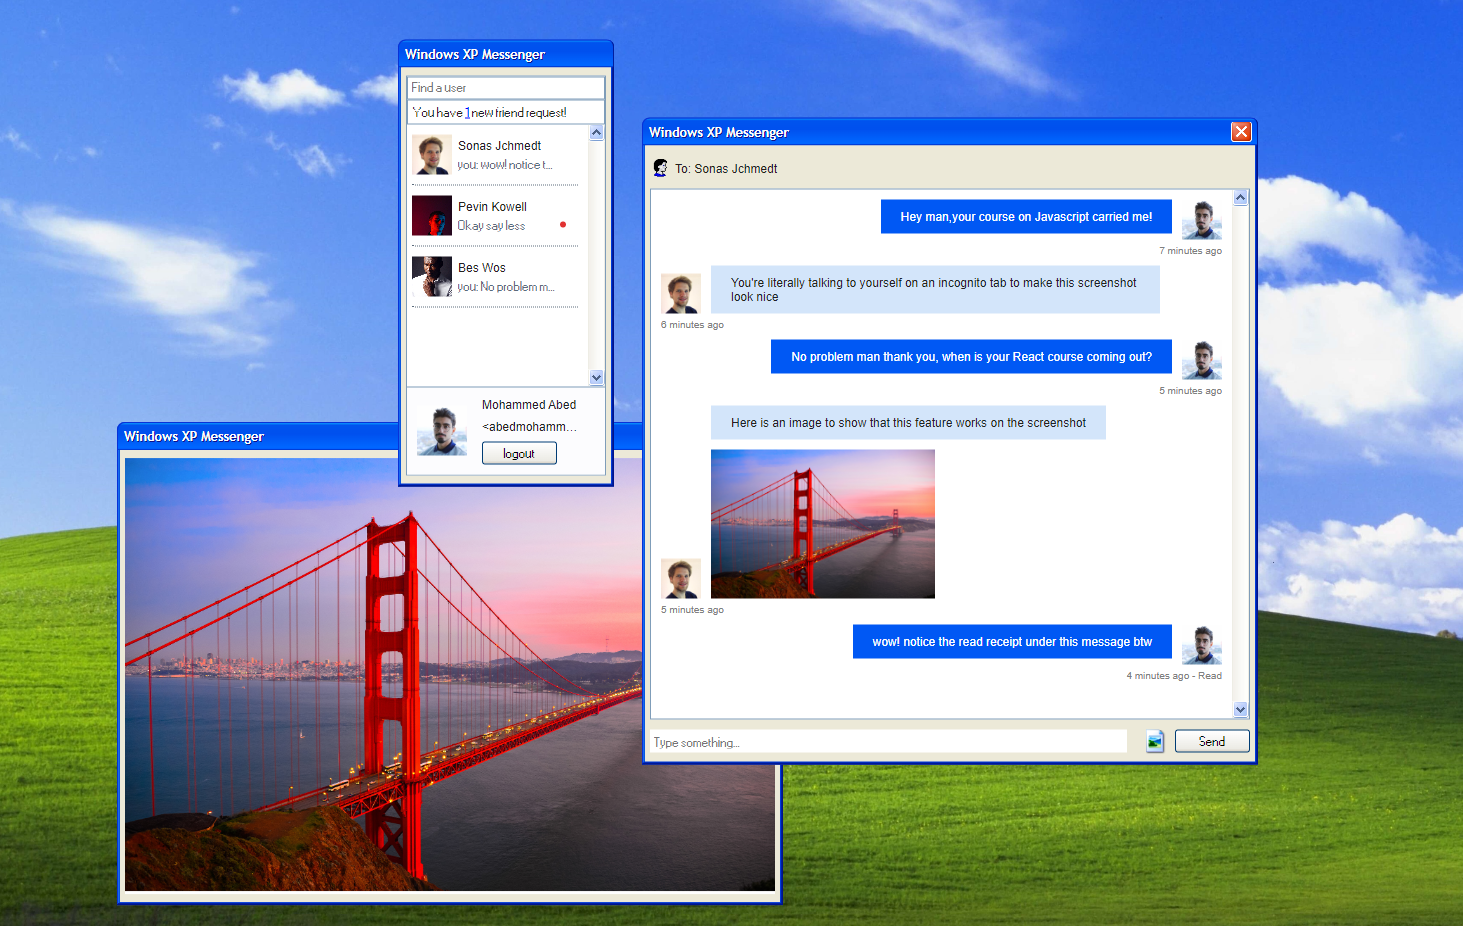 Windows XP Messenger
Find a user
You have 1 new friend request!
Sonas Jchmedt
you: wow! notice t...
Pevin Kowell
Okay say less
Bes Wos
you: No problem m...
Mohammed Abed
<abedmohamm...
logout
Windows XP Messenger
To: Sonas Jchmedt
Hey man,your course on Javascript carried me!
7 minutes ago
You're literally talking to yourself on an incognito tab to make this screenshot
look nice
6 minutes ago
No problem man thank you, when is your React course coming out?
5 minutes ago
Here is an image to show that this feature works on the screenshot
5 minutes ago
wow! notice the read receipt under this message btw
4 minutes ago - Read
Type something...
Send
Windows XP Messenger